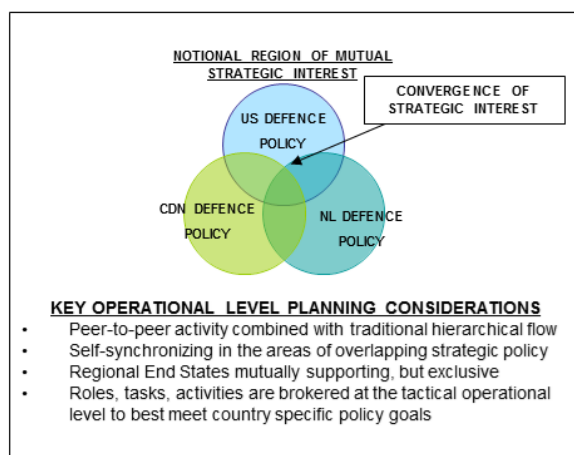 NOTIONAL REGION OF MUTUAL
STRATEGIC INTEREST
CONVERGENCE OF
STRATEGIC INTEREST
US DEFENCE
POLICY
CDN DEFENCE
POLICY
NL DEFENCE
POLICY
KEY OPERATIONAL LEVEL PLANNING CONSIDERATIONS
• Peer-to-peer activity combined with traditional hierarchical flow
• Self-synchronizing in the areas of overlapping strategic policy
• Regional End States mutually supporting, but exclusive
• Roles, tasks, activities are brokered at the tactical operational
level to best meet country specific policy goals